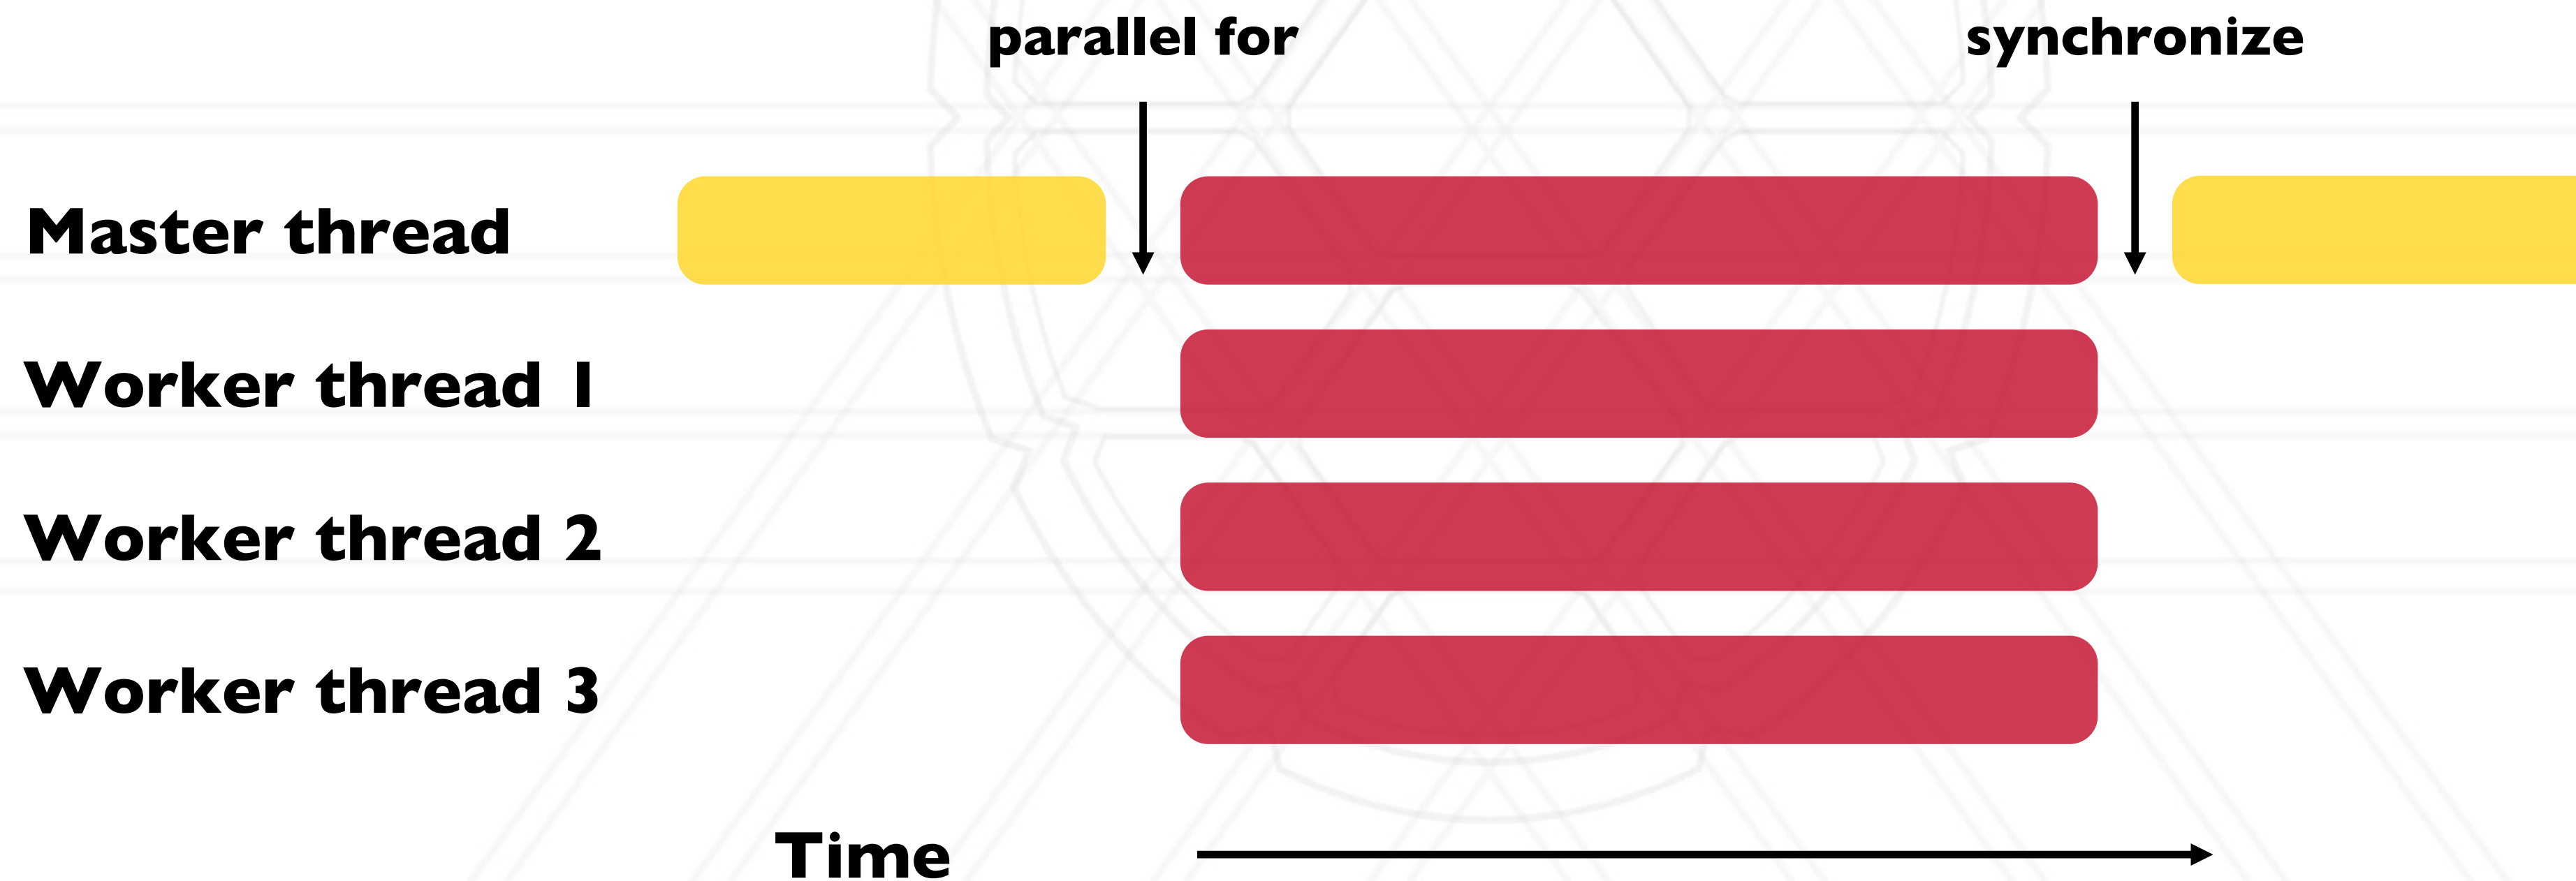 parallel for
synchronize
Master thread
Worker thread 1
Worker thread 2
Worker thread 3
Time